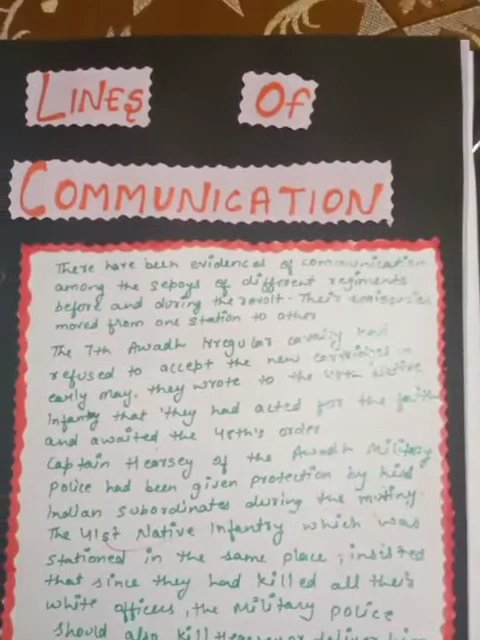 LINES OF
COMMUNICATION
There have been evidences of communication
among the sepoys of different regiments
before and during the revolt. Their emissaries
moved from one station to other
The 7th Awadh Irregular cavalry had
refused to accept the new cartridges in
early may, they wrote to the 48th Native
Infantry that they had acted for the faith
and awaited the 48th's order
Captain Hearsey of the Awadh Military
Police had been given protection by his
Indian subordinates during the mutiny.
The 41st Native Infantry which was
stationed in the same place, insisted
that since they had killed all their
white officers, the Military police
should also kill Hearsey or deliver him